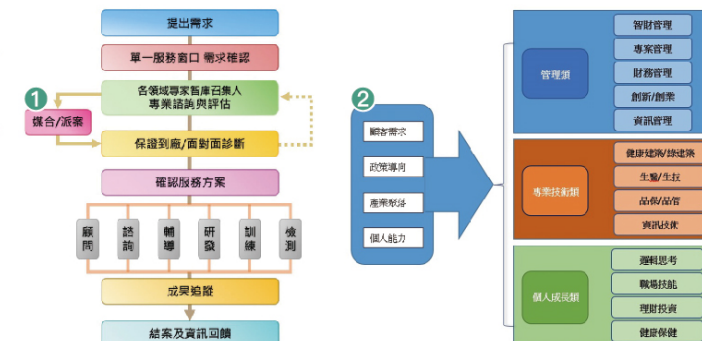 提出需求
單一服務窗口 需求確認
各領域專家智庫召集人
專業諮詢與評估
1
媒合/派案
保證到廠/面對面診斷
確認服務方案
顧問
諮詢
輔導
研發
訓練
檢測
成果追蹤
結案及資訊回饋
2
顧客需求
政策導向
產業聚落
個人能力
管理類
智財管理
專案管理
財務管理
創新/創業
資訊管理
專業技術類
健康建築/綠建築
生醫/生技
品保/品管
資訊技術
個人成長類
邏輯思考
職場技能
理財投資
健康保健